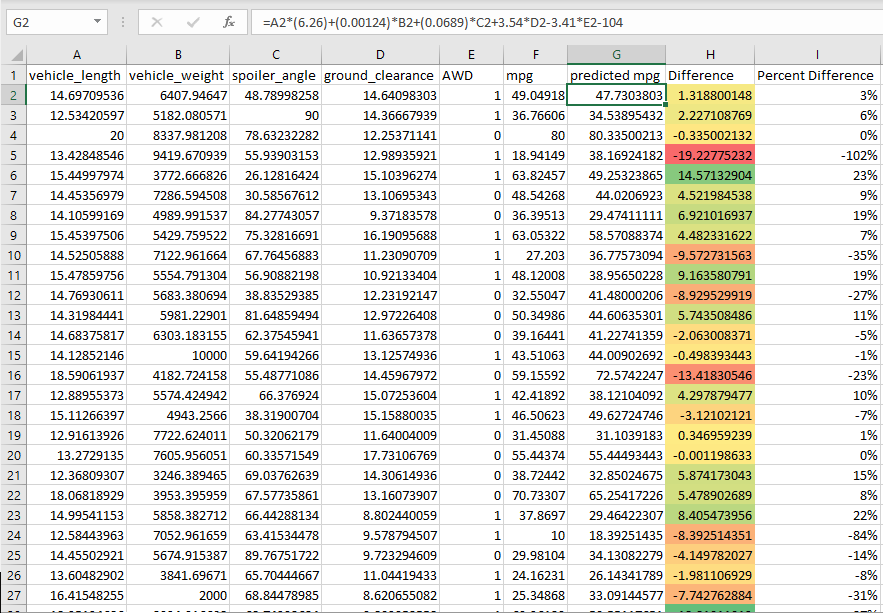 G2 fx =A2*(6.26)+(0.00124)*B2+(0.0689)*C2+3.54*D2-3.41*E2-104
A B C D E F G H I
1 vehicle_length vehicle_weight spoiler_angle ground_clearance AWD mpg predicted mpg Difference Percent Difference
2 14.69709536 6407.94647 48.78998258 14.64098303 1 49.04918 47.7303803 1.318800148 3%
3 12.53420597 5182.080571 90 14.36667939 1 36.76606 34.53895432 2.227108769 6%
4 20 8337.981208 78.63232282 12.25371141 0 80 80.33500213 -0.335002132 0%
5 13.42848546 9419.670939 55.93903153 12.98935921 1 18.94149 38.16924182 -19.22775232 -102%
6 15.44997974 3772.666826 26.12816424 15.10396274 1 63.82457 49.25323865 14.57132904 23%
7 14.45356979 7286.594508 30.58567612 13.10695343 0 48.54268 44.0206923 4.521984538 9%
8 14.10599169 4989.991537 84.27743057 9.37183578 0 36.39513 29.47411111 6.921016937 19%
9 15.45397506 5429.759522 75.32816691 16.19095688 1 63.05322 58.57088374 4.482331622 7%
10 14.52505888 7122.961664 67.76456883 11.23090709 1 27.203 36.77573094 -9.572731563 -35%
11 15.47859756 5554.791304 56.90882198 10.92133404 1 48.12008 38.95650228 9.163580791 19%
12 14.76930611 5683.380694 38.83529385 12.23192147 0 32.55047 41.48000206 -8.929529919 -27%
13 14.31984441 5981.22901 81.64859494 12.97226408 0 50.34986 44.60635301 5.743508486 11%
14 14.68375817 6303.183155 62.37545941 11.63657378 0 39.16441 41.22741359 -2.063008371 -5%
15 14.12852146 10000 59.64194266 13.12574936 1 43.51063 44.00902692 -0.498393443 -1%
16 18.59061937 4182.724158 55.48771086 14.45967972 0 59.15592 72.5742247 -13.41830546 -23%
17 12.88955373 5574.424942 66.376924 15.07253604 1 42.41892 38.12104092 4.297879477 10%
18 15.11266397 4943.2566 38.31900704 15.15880035 1 46.50623 49.62724746 -3.12102121 -7%
19 12.91613926 7722.624011 50.32062179 11.64004009 0 31.45088 31.1039183 0.346959239 1%
20 13.2729135 7605.956051 60.33571549 17.73106769 0 55.44374 55.44493443 -0.001198633 0%
21 12.36809307 3246.389465 69.03762639 14.30614936 0 38.72442 32.85024675 5.874173043 15%
22 18.06818929 3953.395959 67.57735861 13.16073907 0 70.73307 65.25417226 5.478902689 8%
23 14.99541153 5858.382712 66.44288134 8.802440059 1 37.8697 29.46422307 8.405473956 22%
24 12.58443963 7052.961659 63.41534478 9.578794507 1 10 18.39251435 -8.392514351 -84%
25 14.45502921 5674.915387 89.76751722 9.723294609 0 29.98104 34.13082279 -4.149782027 -14%
26 13.60482902 3841.69671 65.70444667 11.04419433 1 24.16231 26.14341789 -1.981106929 -8%
27 16.41548255 2000 68.84478985 8.620655082 1 25.34868 33.09144577 -7.742762884 -31%